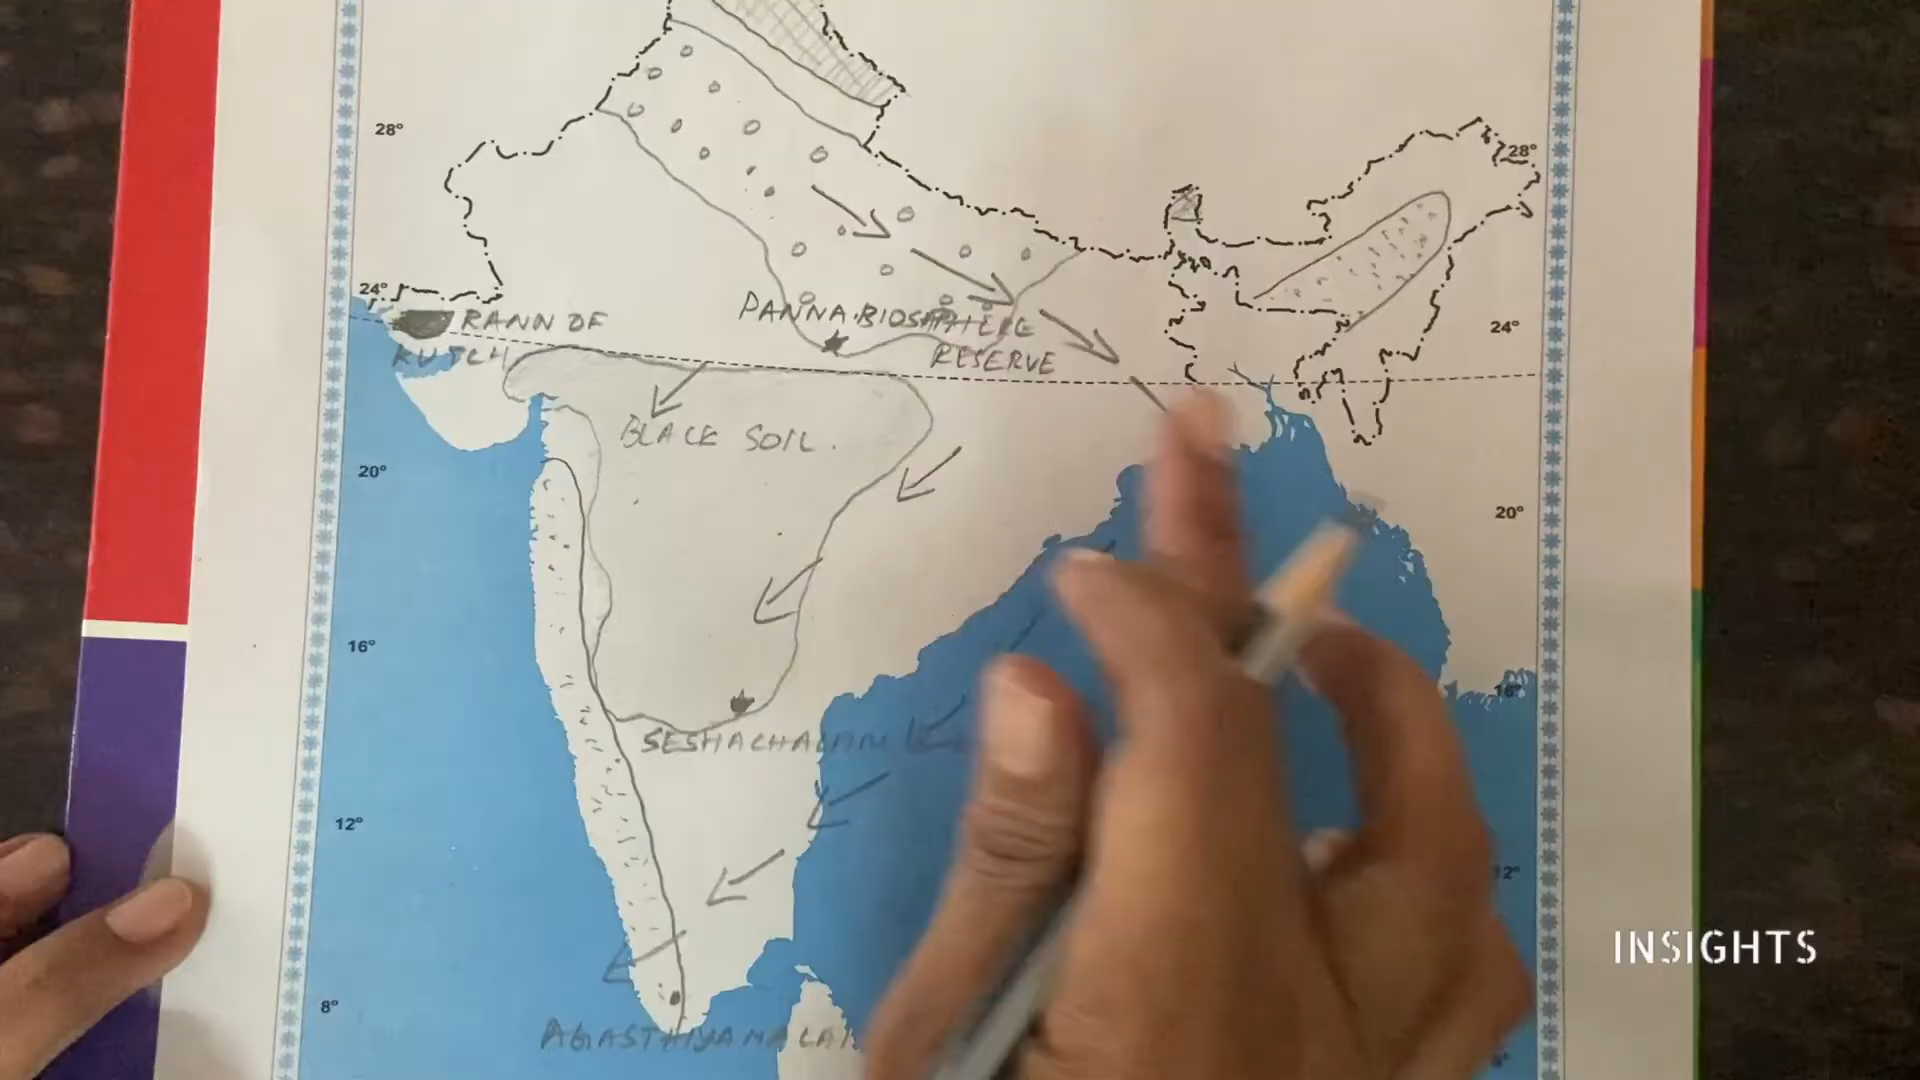 28°
28°
24°
RANN OF
KUTCH
PANNA BIOSPHERE
RESERVE
24°
BLACK SOIL.
20°
20°
16°
16°
SESHACHALAM
12°
12°
INSIGHTS
8°
AGASTHIYAMALAI